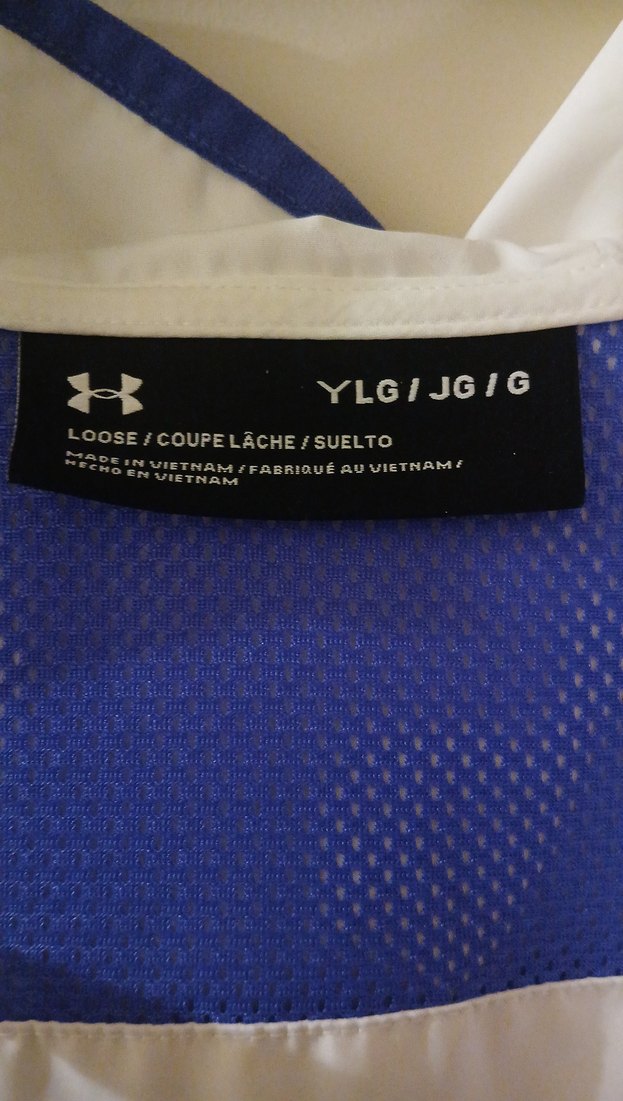 YLG / JG / G
LOOSE / COUPE LÂCHE / SUELTO
MADE IN VIETNAM / FABRIQUÉ AU VIETNAM /
HECHO EN VIETNAM